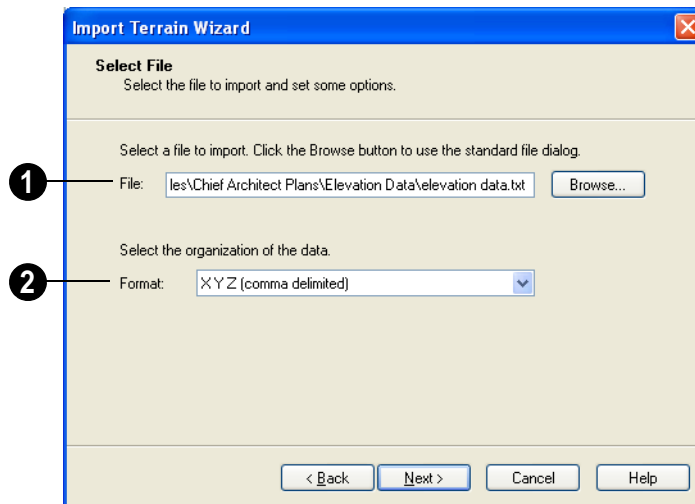 Import Terrain Wizard
Select File
Select the file to import and set some options.
Select a file to import. Click the Browse button to use the standard file dialog.
1 File: les\Chief Architect Plans\Elevation Data\elevation data.txt Browse...
Select the organization of the data.
2 Format: X Y Z (comma delimited)
< Back Next > Cancel Help